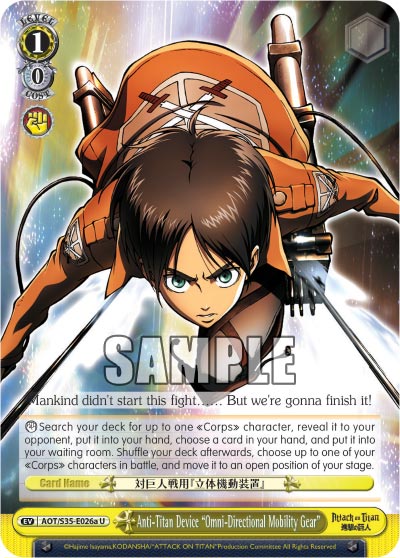 LEVEL
1
0
COST
SAMPLE
Mankind didn't start this fight…… But we're gonna finish it!
Search your deck for up to one «Corps» character, reveal it to your
opponent, put it into your hand, choose a card in your hand, and put it
into your waiting room. Shuffle your deck afterwards, choose up to one of
your «Corps» characters in battle, and move it to an open position of your stage.
Card Name
対巨人戦用『立体機動装置』
EV
AOT/S35-E026a U
Anti-Titan Device "Omni-Directional Mobility Gear"
Attack on Titan
進撃の巨人
©Hajime Isayama,KODANSHA/"ATTACK ON TITAN"Production Committee All Rights Reserved.